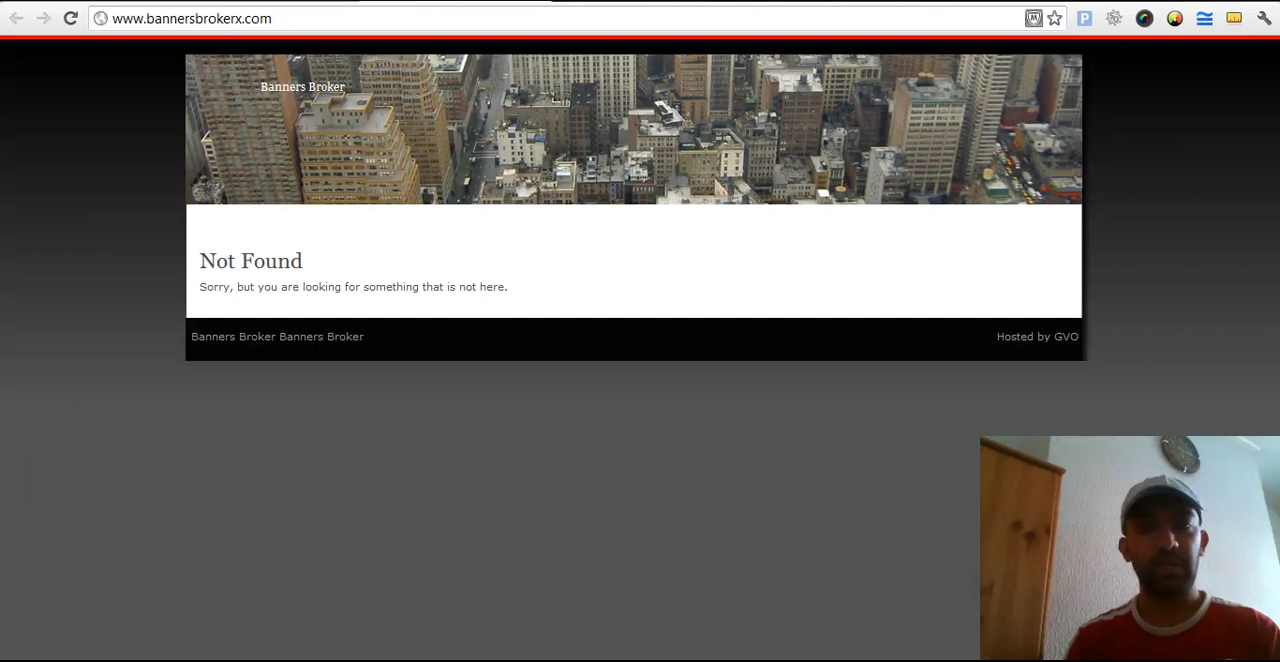 www.bannersbrokerx.com
Banners Broker
Not Found
Sorry, but you are looking for something that is not here.
Banners Broker Banners Broker
Hosted by GVO